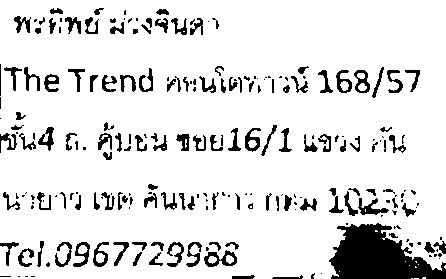 พะทิพย์ ม่วงจินดา
The Trend คอนโดทาวน์ 168/57
ชั้น4 ถ. คู้บอน ซอย16/1 แขวง คัน
นายาว เขต คันนายาว กทม 10230
Tel.0967729988